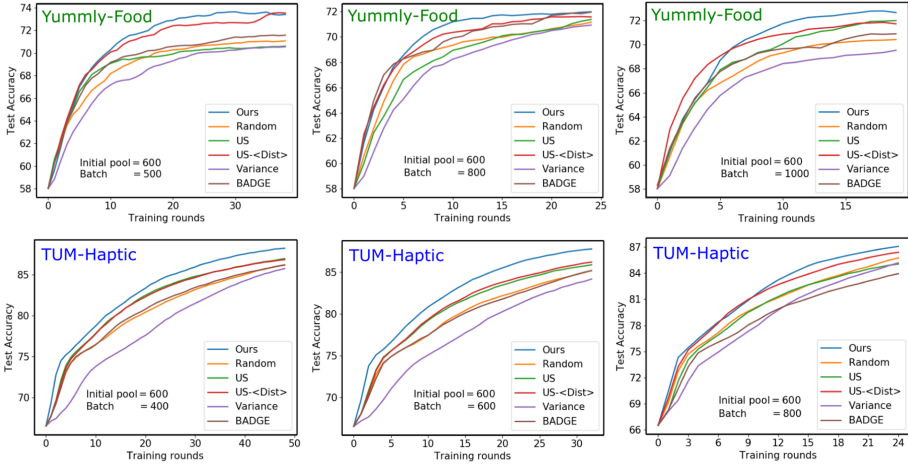 Yummly-Food
Test Accuracy
74
72
70
68
66
64
62
60
58
Initial pool = 600
Batch = 500
Ours
Random
US
US-<Dist>
Variance
BADGE
0
10
20
30
Training rounds
Yummly-Food
72
70
68
66
64
62
60
58
Initial pool = 600
Batch = 800
Ours
Random
US
US-<Dist>
Variance
BADGE
0
5
10
15
20
25
Training rounds
Yummly-Food
72
70
68
66
64
62
60
58
Initial pool = 600
Batch = 1000
Ours
Random
US
US-<Dist>
Variance
BADGE
0
5
10
15
Training rounds
TUM-Haptic
Test Accuracy
85
80
75
70
Initial pool = 600
Batch = 400
Ours
Random
US
US-<Dist>
Variance
BADGE
0
10
20
30
40
50
Training rounds
TUM-Haptic
Test Accuracy
85
80
75
70
Initial pool = 600
Batch = 600
Ours
Random
US
US-<Dist>
Variance
BADGE
0
10
20
30
Training rounds
TUM-Haptic
Test Accuracy
87
84
81
78
75
72
69
66
Initial pool = 600
Batch = 800
Ours
Random
US
US-<Dist>
Variance
BADGE
0
3
6
9
12
15
18
21
24
Training rounds